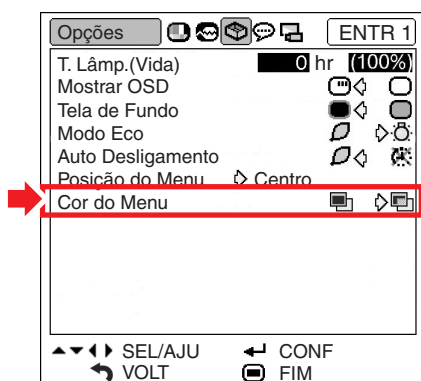 Opções ENTR 1
T. Lâmp.(Vida) 0 hr (100%)
Mostrar OSD
Tela de Fundo
Modo Eco
Auto Desligamento
Posição do Menu Centro
Cor do Menu
SEL/AJU CONF
VOLT FIM